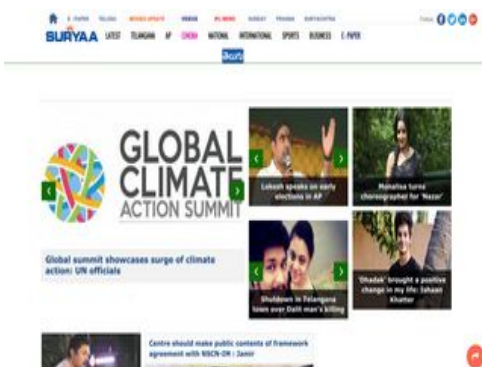 E-PAPER TELUGU MOVIES UPDATE VIDEOS IPL NEWS SUNDAY PRANAM SURYACHITRA
Follow:
SURYAA LATEST TELANGANA AP CINEMA NATIONAL INTERNATIONAL SPORTS BUSINESS E-PAPER
తెలుగు
GLOBAL
CLIMATE
ACTION SUMMIT
Lokesh speaks on early
elections in AP
Monalisa turns
choreographer for 'Nazar'
Global summit showcases surge of climate
action: UN officials
Shutdown in Telangana
town over Dalit man's killing
'Dhadak' brought a positive
change in my life: Ishaan
Khatter
Centre should make public contents of framework
agreement with NSCN-IM : Jamir